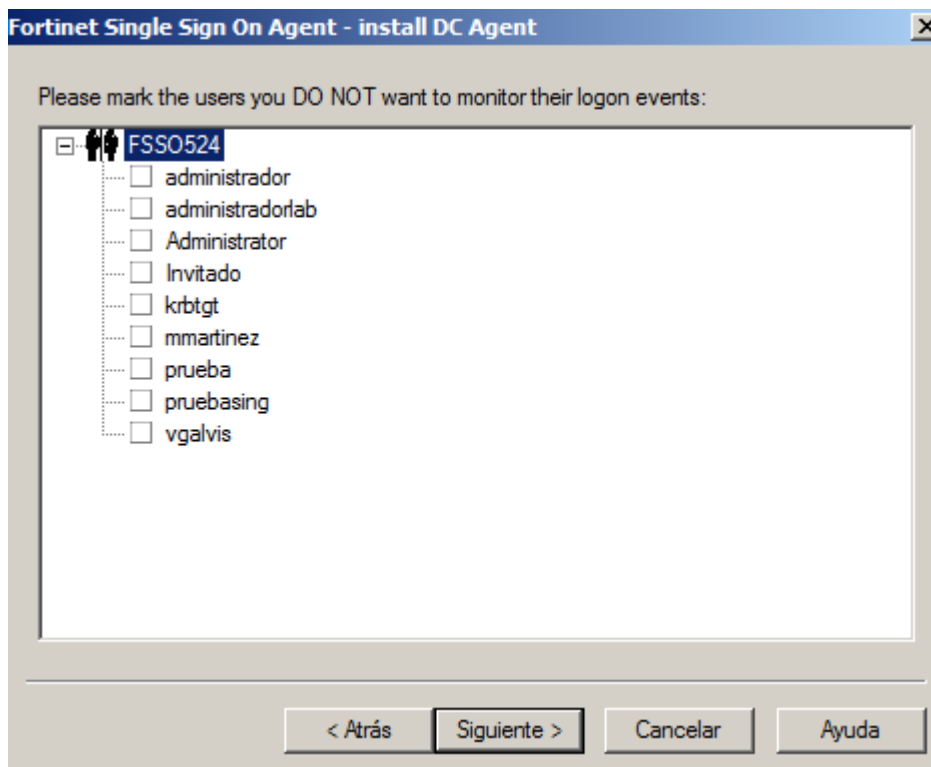 Fortinet Single Sign On Agent - install DC Agent
Please mark the users you DO NOT want to monitor their logon events:
FSSO524
administrador
administradorlab
Administrator
Invitado
krbtgt
mmartinez
prueba
pruebasing
vgalvis
< Atrás
Siguiente >
Cancelar
Ayuda